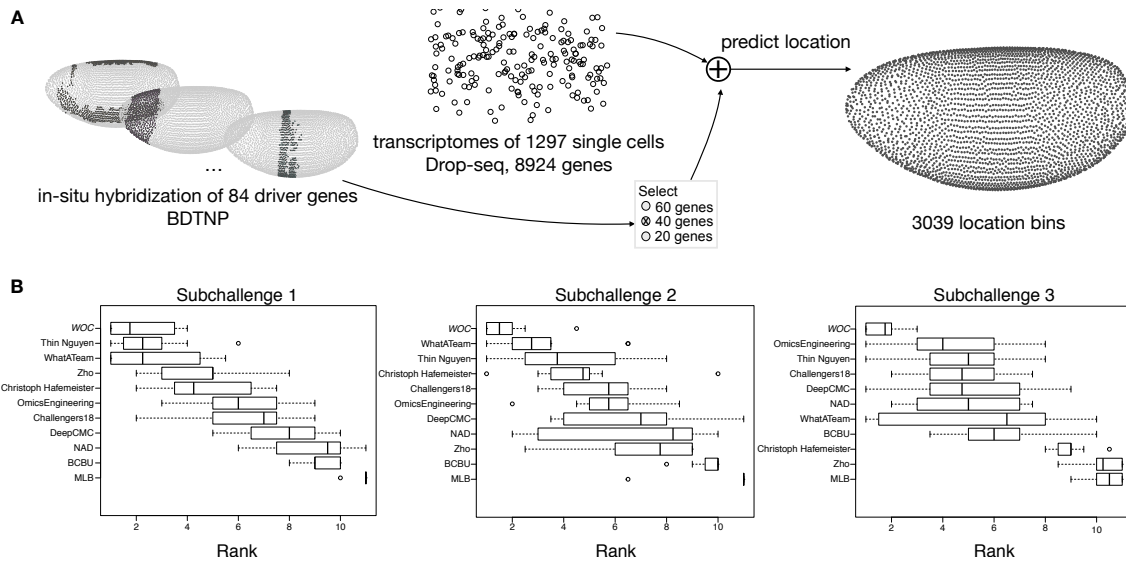 A
predict location
transcriptomes of 1297 single cells
Drop-seq, 8924 genes
...
in-situ hybridization of 84 driver genes
BDTNP
Select
60 genes
40 genes
20 genes
3039 location bins
B
Subchallenge 1
WOC
Thin Nguyen
WhatATeam
Zho
Christoph Hafemeister
OmicsEngineering
Challengers18
DeepCMC
NAD
BCBU
MLB
2 4 6 8 10
Rank
Subchallenge 2
WOC
WhatATeam
Thin Nguyen
Christoph Hafemeister
Challengers18
OmicsEngineering
DeepCMC
NAD
Zho
BCBU
MLB
2 4 6 8 10
Rank
Subchallenge 3
WOC
OmicsEngineering
Thin Nguyen
Challengers18
DeepCMC
NAD
WhatATeam
BCBU
Christoph Hafemeister
Zho
MLB
2 4 6 8 10
Rank